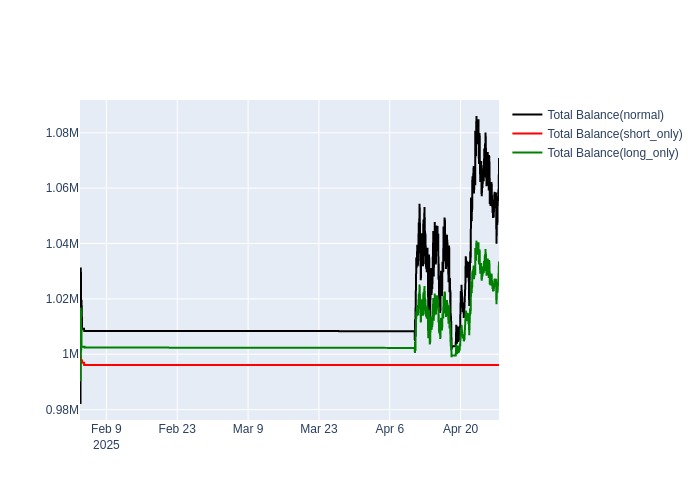 1.08M
1.06M
1.04M
1.02M
1M
0.98M
Feb 9
2025
Feb 23
Mar 9
Mar 23
Apr 6
Apr 20
Total Balance(normal)
Total Balance(short_only)
Total Balance(long_only)